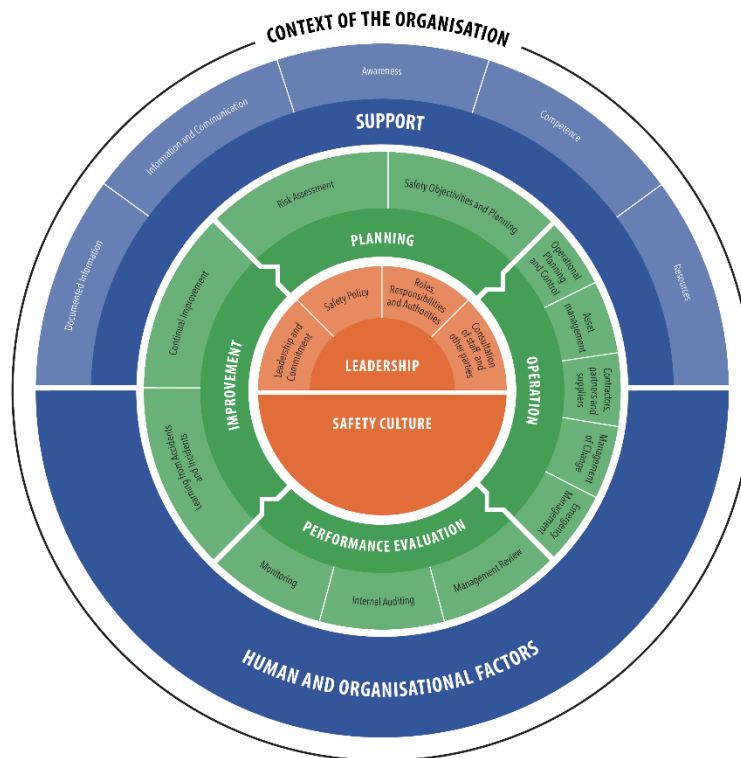 CONTEXT OF THE ORGANISATION
Documented Information
Information and Communication
Awareness
Competence
Resources
SUPPORT
Risk Assessment
Safety Objectivities and Planning
PLANNING
Continual Improvement
Learning from Accidents
and Incidents
IMPROVEMENT
Leadership and
Commitment
Safety Policy
Roles,
Responsibilities
and Authorities
Consultation
of staff and
other parties
LEADERSHIP
SAFETY CULTURE
OPERATION
Operational
Planning
and Control
Asset
management
Contractors,
partners and
suppliers
Management
of Change
Emergency
Management
PERFORMANCE EVALUATION
Monitoring
Internal Auditing
Management Review
HUMAN AND ORGANISATIONAL FACTORS